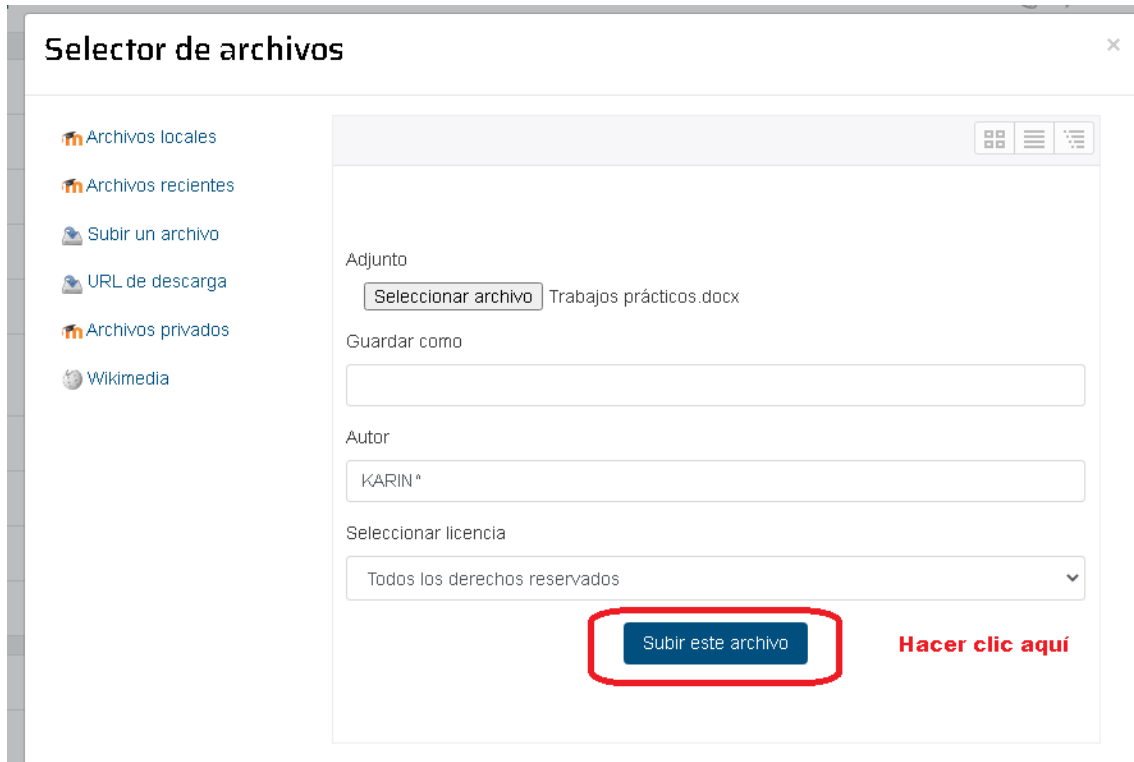 Selector de archivos
×
Archivos locales
Archivos recientes
Subir un archivo
URL de descarga
Archivos privados
Wikimedia
Adjunto
Seleccionar archivo Trabajos prácticos.docx
Guardar como
Autor
KARIN^
Seleccionar licencia
Todos los derechos reservados
Subir este archivo
Hacer clic aquí